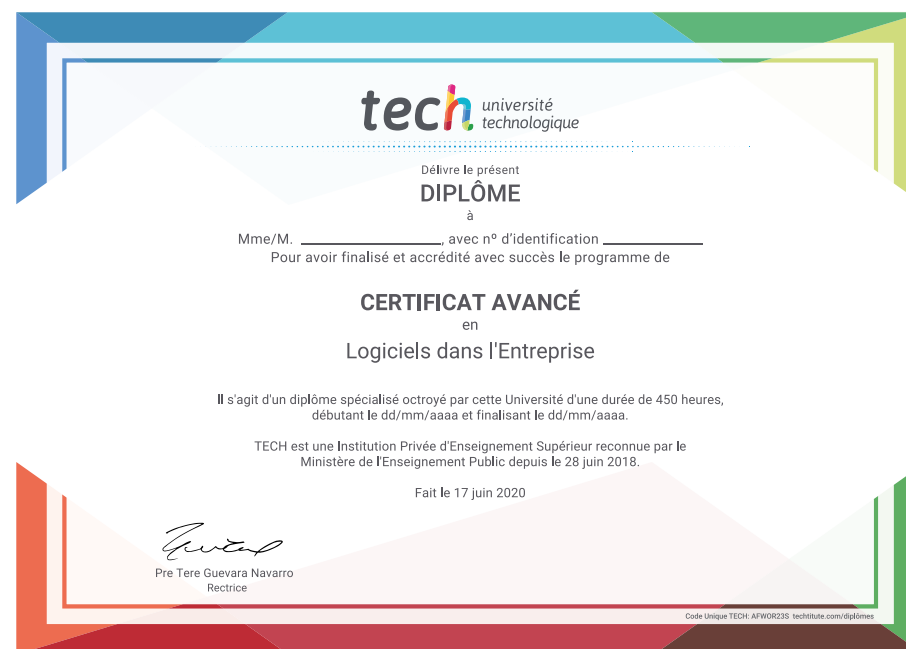 tech université
technologique
Délivre le présent
DIPLÔME
à
Mme/M. ____________________, avec nº d'identification ______________
Pour avoir finalisé et accrédité avec succès le programme de
CERTIFICAT AVANCÉ
en
Logiciels dans l'Entreprise
Il s'agit d'un diplôme spécialisé octroyé par cette Université d'une durée de 450 heures,
débutant le dd/mm/aaaa et finalisant le dd/mm/aaaa.
TECH est une Institution Privée d'Enseignement Supérieur reconnue par le
Ministère de l'Enseignement Public depuis le 28 juin 2018.
Fait le 17 juin 2020
Pre Tere Guevara Navarro
Rectrice
Code Unique TECH: AFWOR23S techtitute.com/diplômes